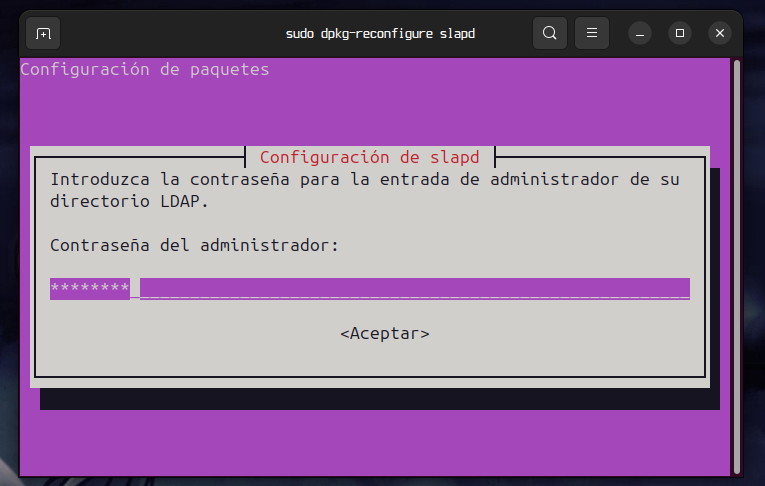 sudo dpkg-reconfigure slapd
Configuración de paquetes
Configuración de slapd
Introduzca la contraseña para la entrada de administrador de su
directorio LDAP.
Contraseña del administrador:
********_______________________________________________________
<Aceptar>